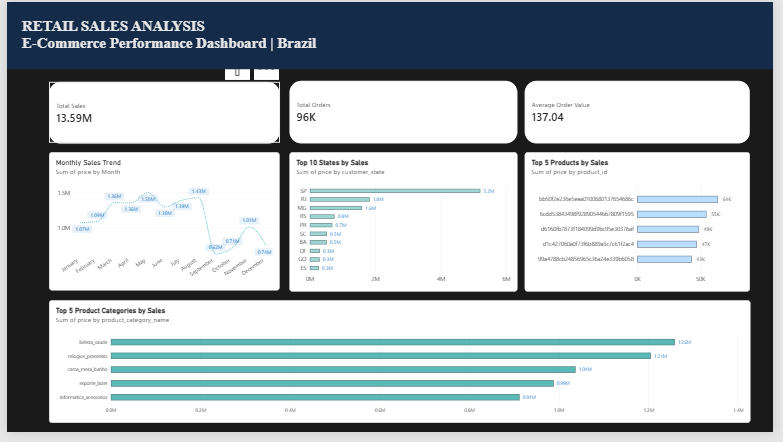 RETAIL SALES ANALYSIS
E-Commerce Performance Dashboard | Brazil
Total Sales
13.59M
Total Orders
96K
Average Order Value
137.04
Monthly Sales Trend
Sum of price by Month
1.5M
1.0M
1.07M
1.09M
1.36M
1.36M
1.50M
1.30M
1.39M
1.43M
0.62M
0.71M
1.01M
0.74M
January
February
March
April
May
June
July
August
September
October
November
December
Top 10 States by Sales
Sum of price by customer_state
SP 5.2M
RJ 1.8M
MG 1.6M
RS 0.8M
PR 0.7M
SC 0.5M
BA 0.5M
DF 0.3M
GO 0.3M
ES 0.3M
0M 2M 4M 6M
Top 5 Products by Sales
Sum of price by product_id
64K
55K
49K
47K
43K
0K 50K
Top 5 Product Categories by Sales
Sum of price by product_category_name
beleza_saude 1.26M
relogios_presentes 1.21M
cama_mesa_banho 1.04M
esporte_lazer 0.99M
informatica_acessorios 0.91M
0.0M 0.2M 0.4M 0.6M 0.8M 1.0M 1.2M 1.4M